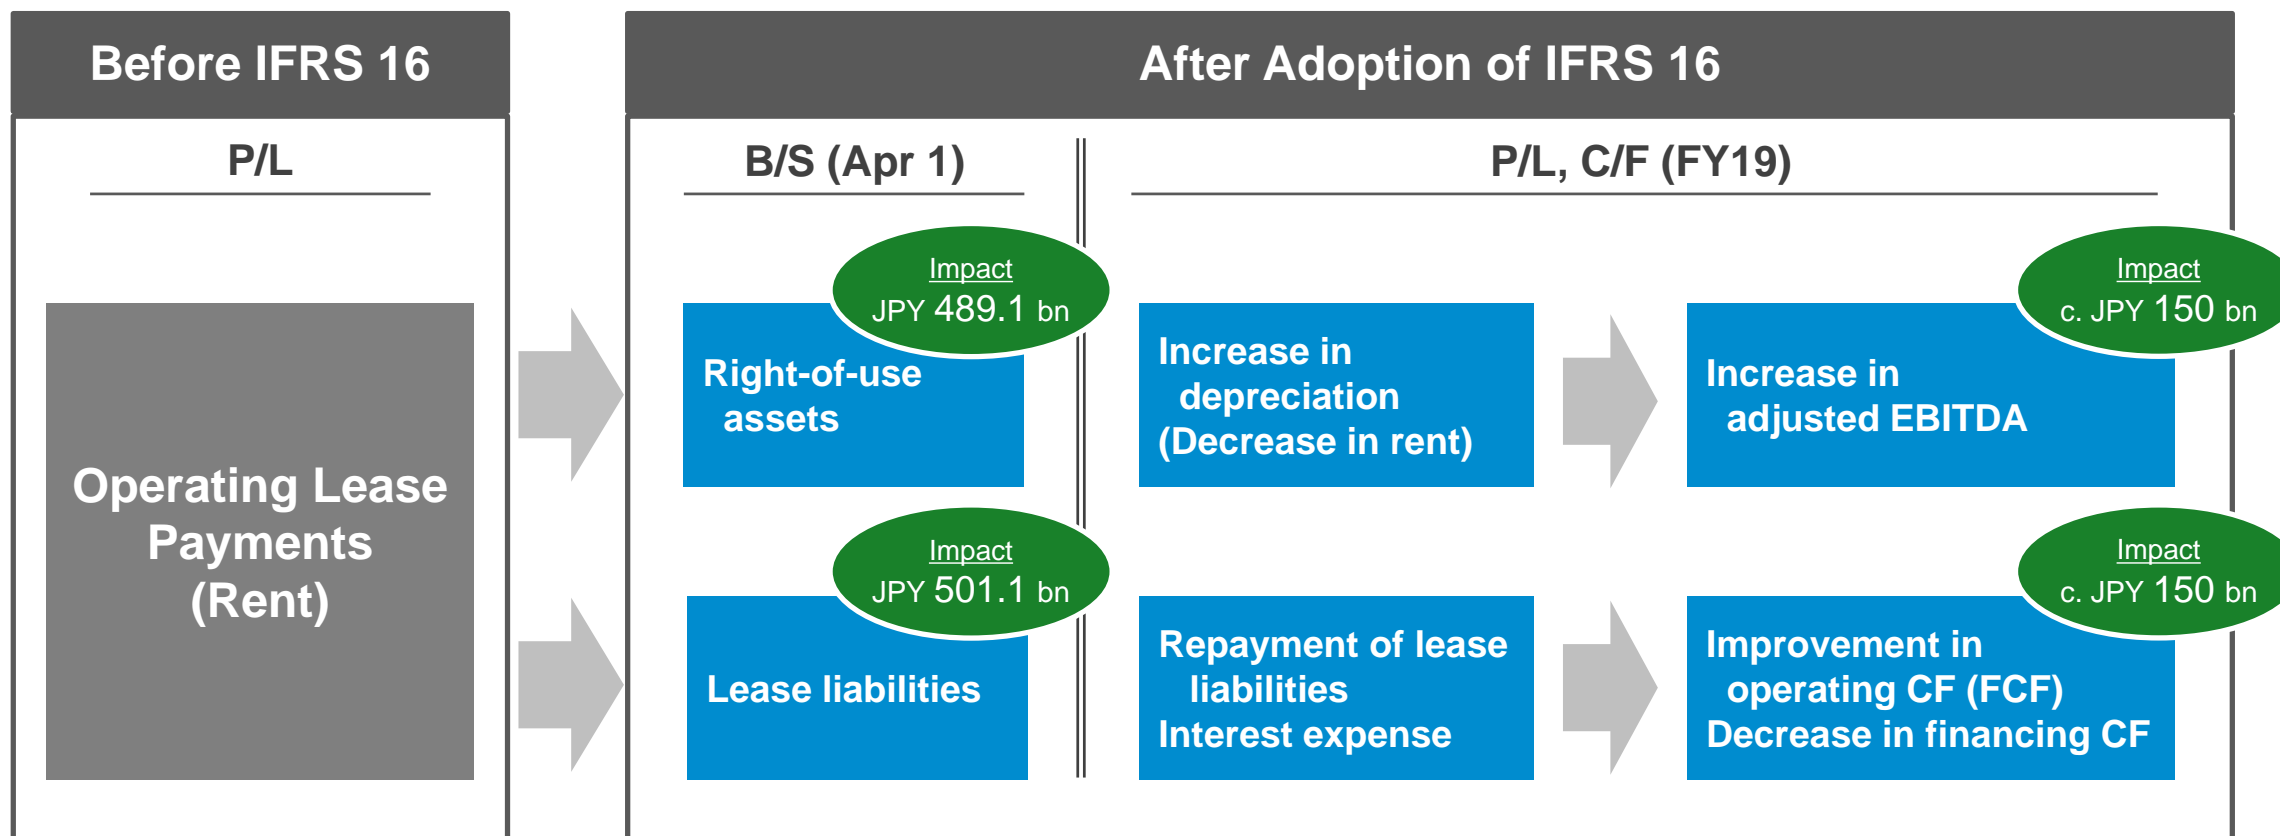 Before IFRS 16
After Adoption of IFRS 16
P/L
B/S (Apr 1)
P/L, C/F (FY19)
Operating Lease
Payments
(Rent)
Impact
JPY 489.1 bn
Right-of-use
assets
Increase in
depreciation
(Decrease in rent)
Impact
c. JPY 150 bn
Increase in
adjusted EBITDA
Impact
JPY 501.1 bn
Lease liabilities
Repayment of lease
liabilities
Interest expense
Impact
c. JPY 150 bn
Improvement in
operating CF (FCF)
Decrease in financing CF